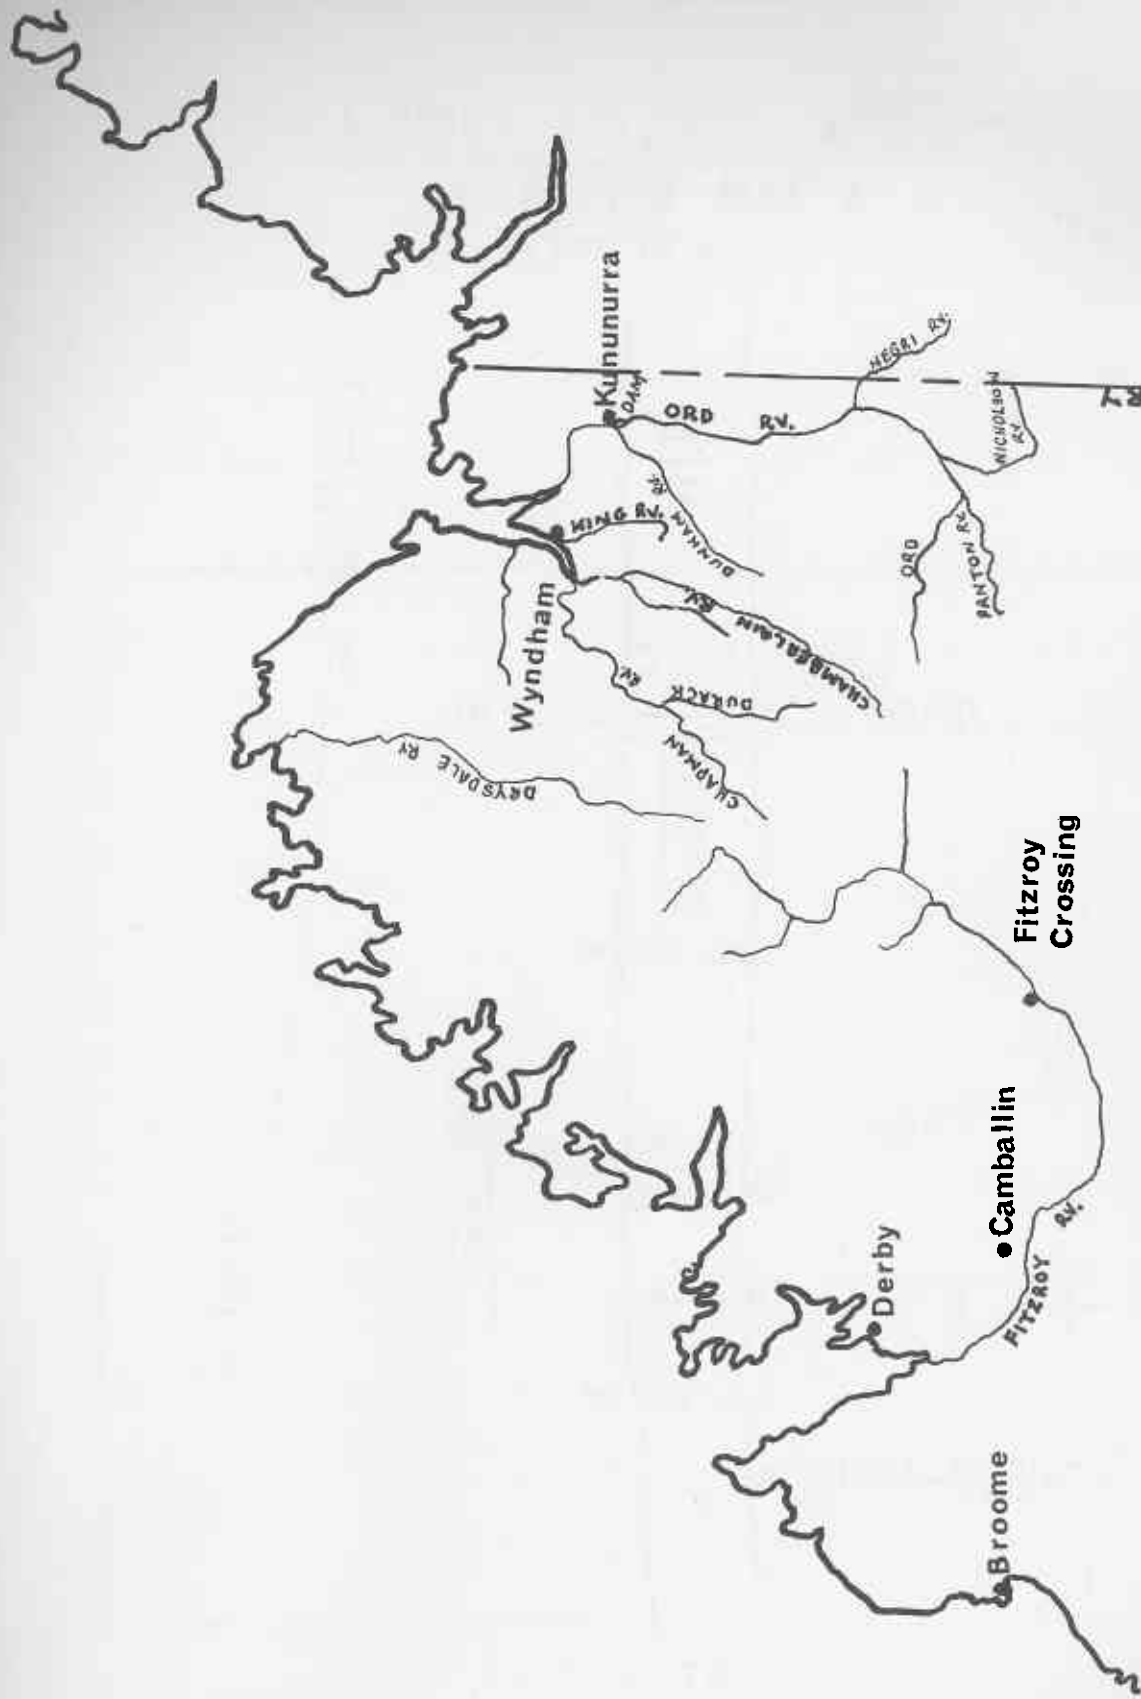 DRYSDALE RV
Wyndham
KING RV.
Kununurra
DAM
ORD RV.
DUNHAM RV.
CHAMBERLAIN RV.
DURACK RV.
CHAPMAN
NEGRI RV.
NICHOLSON
RV.
ORD
PANTON RV.
Fitzroy
Crossing
Camballin
Derby
FITZROY RV.
Broome